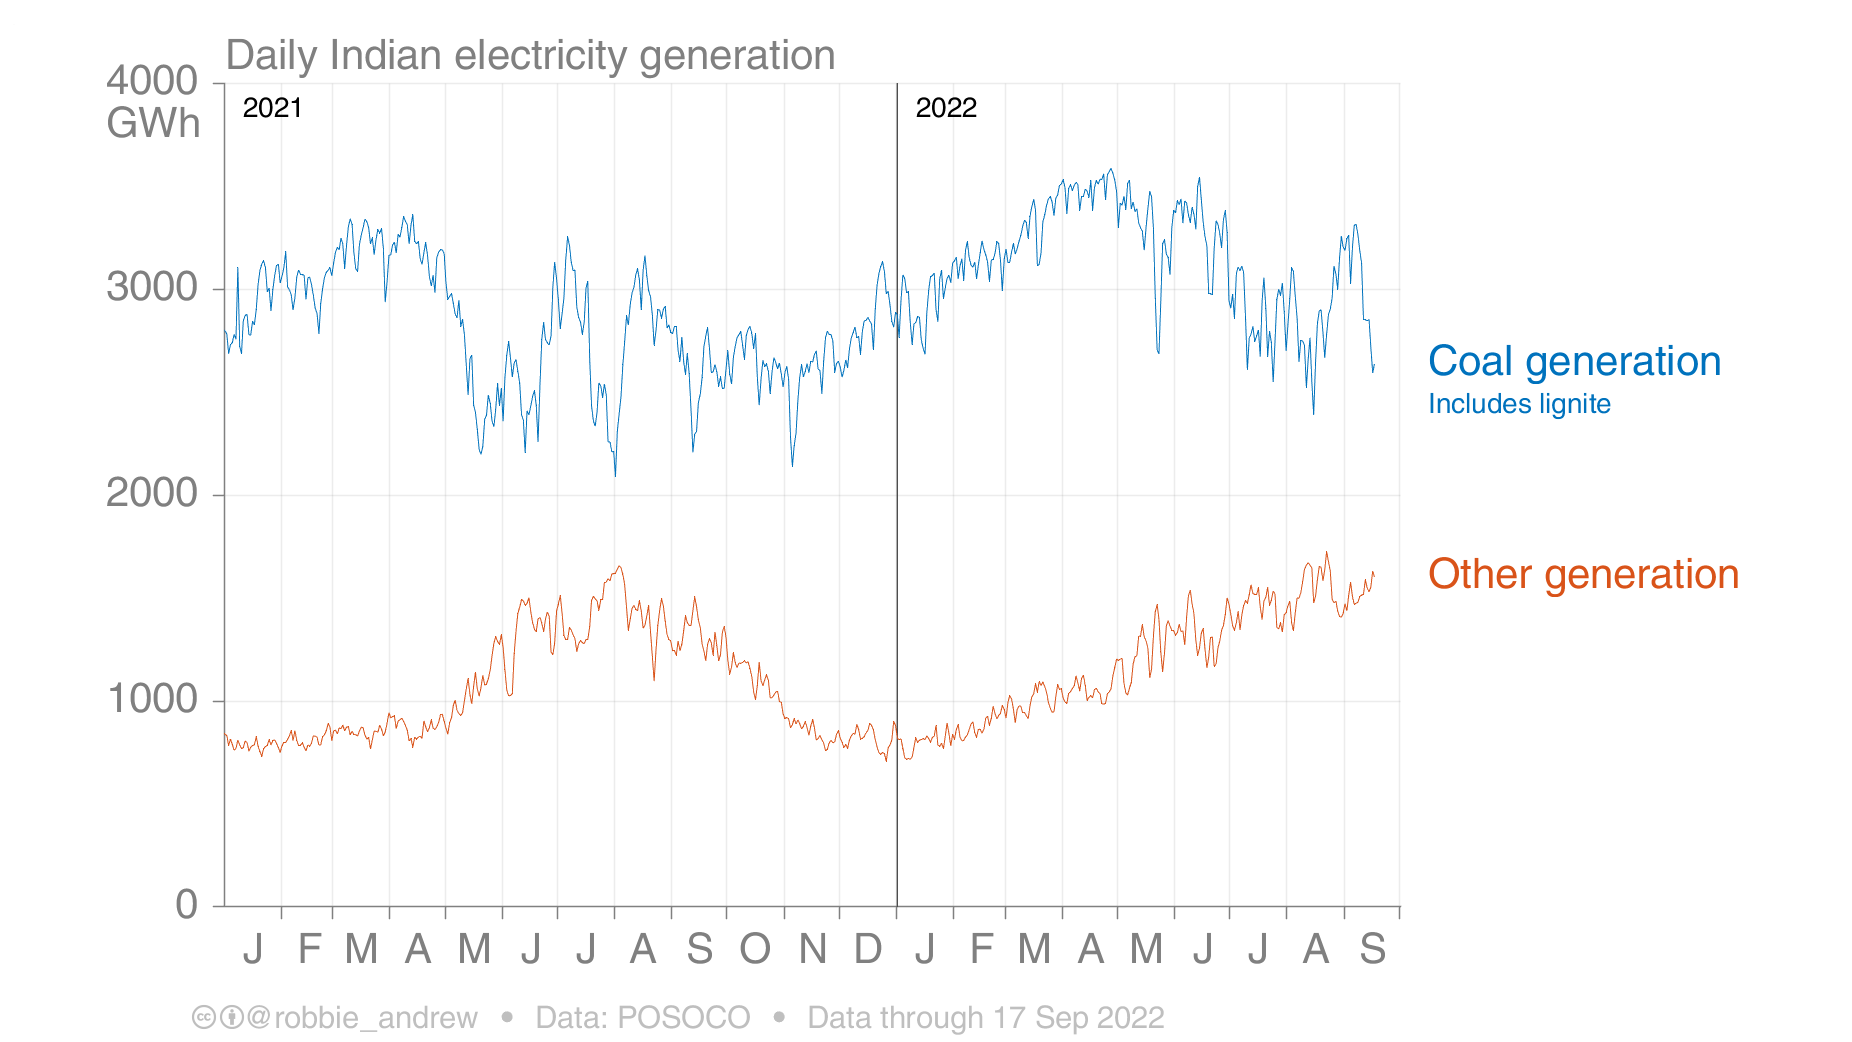 Daily Indian electricity generation
4000
GWh
2021
2022
3000
2000
1000
0
Coal generation
Includes lignite
Other generation
J F M A M J J A S O N D J F M A M J J A S
@robbie_andrew • Data: POSOCO • Data through 17 Sep 2022